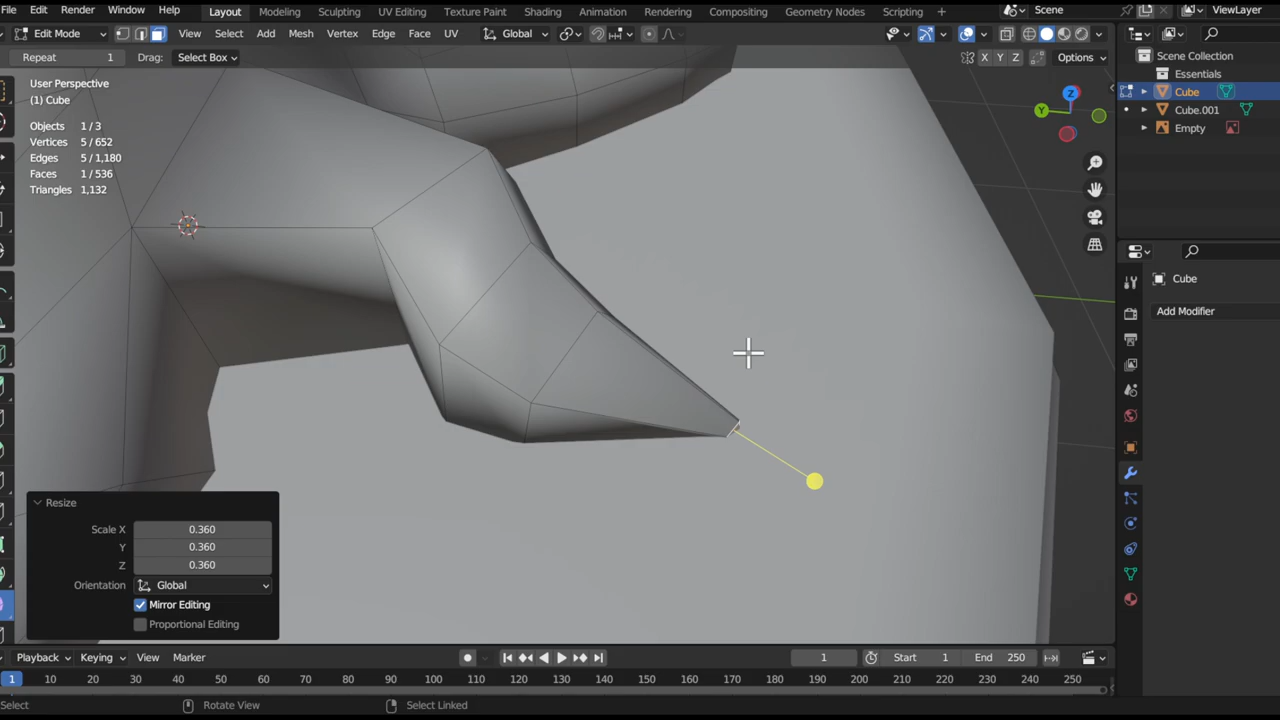 File Edit Render Window Help Layout Modeling Sculpting UV Editing Texture Paint Shading Animation Rendering Compositing Geometry Nodes Scripting + Scene ViewLayer
Edit Mode View Select Add Mesh Vertex Edge Face UV Global
Repeat 1 Drag: Select Box X Y Z Options
Scene Collection
Essentials
Cube
Cube.001
Empty
User Perspective
(1) Cube
Objects 1 / 3
Vertices 5 / 652
Edges 5 / 1,180
Faces 1 / 536
Triangles 1,132
Z
Y
Cube
Add Modifier
Resize
Scale X 0.360
Y 0.360
Z 0.360
Orientation Global
Mirror Editing
Proportional Editing
Playback Keying View Marker 1 Start 1 End 250
1 10 20 30 40 50 60 70 80 90 100 110 120 130 140 150 160 170 180 190 200 210 220 230 240 250
Select Rotate View Select Linked